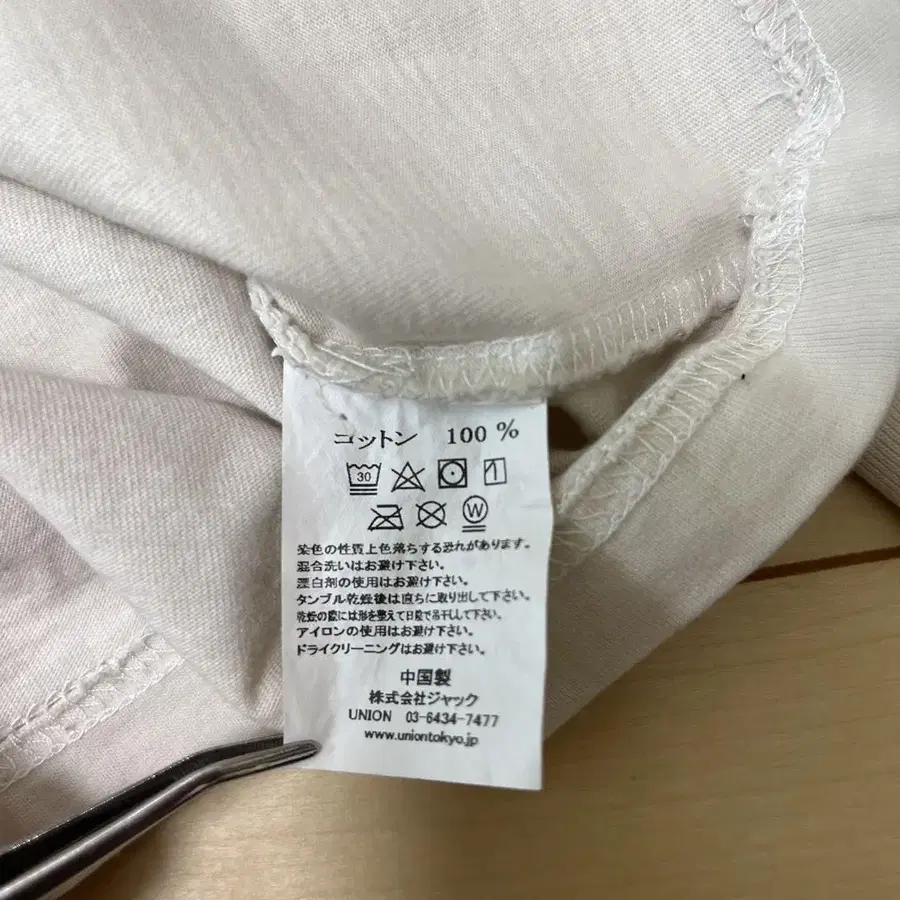 コットン 100 %
30
W
染色の性質上色落ちする恐れがあります。
混合洗いはお避け下さい。
漂白剤の使用はお避け下さい。
タンブル乾燥後は直ちに取り出して下さい。
乾燥の際には形を整えて日陰で吊干して下さい。
アイロンの使用はお避け下さい。
ドライクリーニングはお避け下さい。
中国製
株式会社ジャック
UNION 03-6434-7477
www.uniontokyo.jp